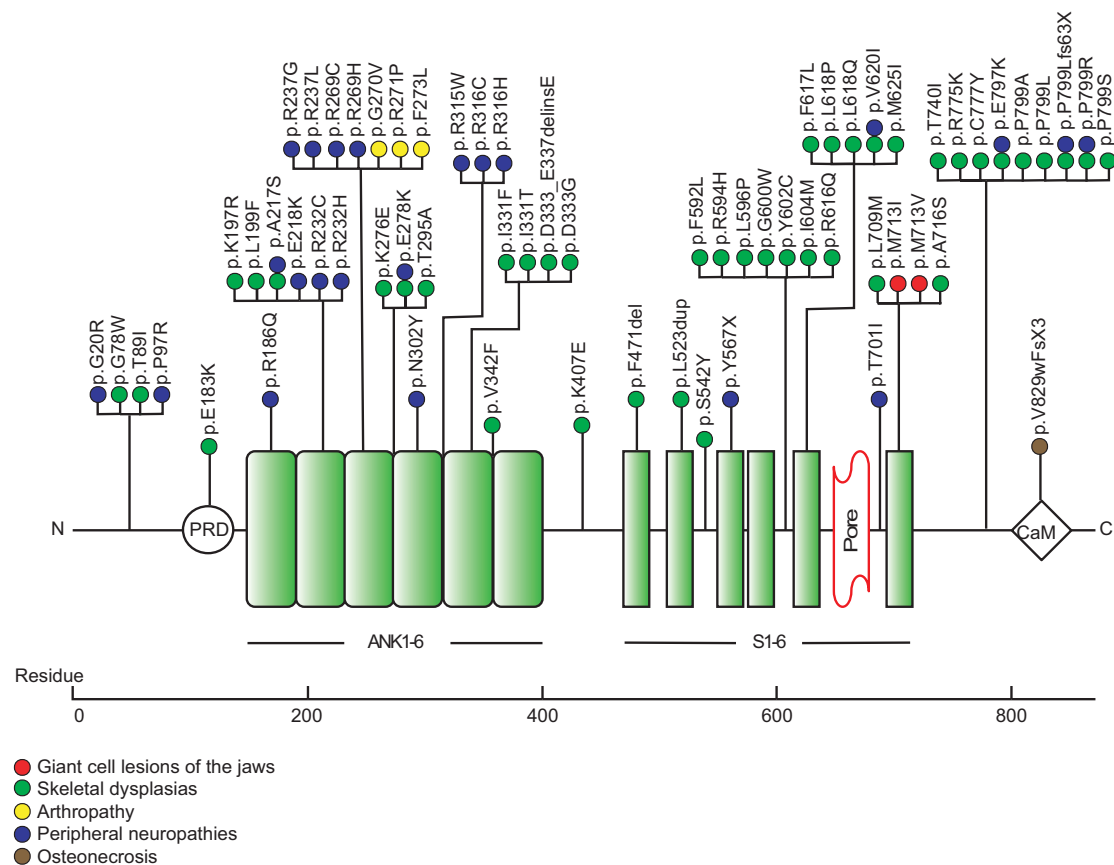 p.R237G
p.R237L
p.R269C
p.R269H
p.G270V
p.R271P
p.F273L
p.R315W
p.R316C
p.R316H
p.F617L
p.L618P
p.L618Q
p.V620I
p.M625I
p.T740I
p.R775K
p.C777Y
p.E797K
p.P799A
p.P799L
p.P799Lfs63X
p.P799R
p.P799S
p.K197R
p.L199F
p.A217S
p.E218K
p.R232C
p.R232H
p.K276E
p.E278K
p.T295A
p.I331F
p.I331T
p.D333_E337delinsE
p.D333G
p.F592L
p.R594H
p.L596P
p.G600W
p.Y602C
p.I604M
p.R616Q
p.L709M
p.M713I
p.M713V
p.A716S
p.G20R
p.G78W
p.T89I
p.P97R
p.E183K
p.R186Q
p.N302Y
p.V342F
p.K407E
p.F471del
p.L523dup
p.S542Y
p.Y567X
p.T701I
p.V829wFsX3
N
PRD
Pore
CaM
C
ANK1-6
S1-6
Residue
0
200
400
600
800
Giant cell lesions of the jaws
Skeletal dysplasias
Arthropathy
Peripheral neuropathies
Osteonecrosis